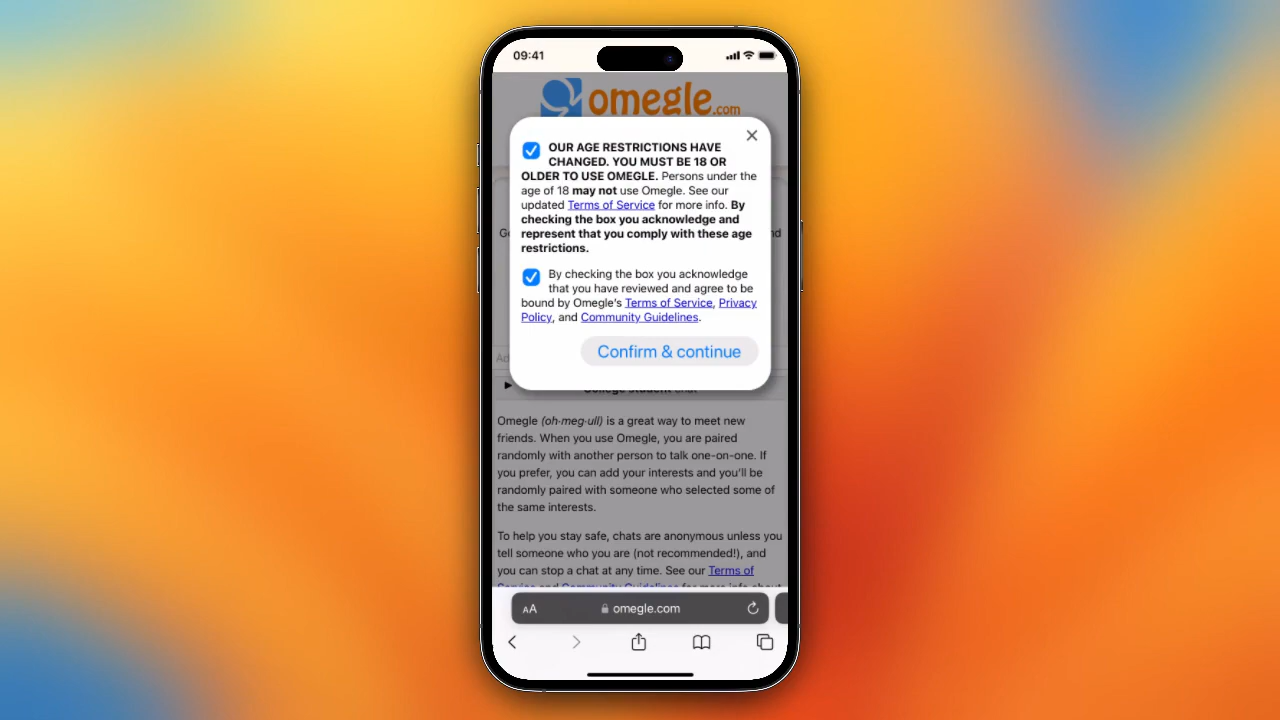 09:41
omegle.com
OUR AGE RESTRICTIONS HAVE
CHANGED. YOU MUST BE 18 OR
OLDER TO USE OMEGLE. Persons under the
age of 18 may not use Omegle. See our
updated Terms of Service for more info. By
checking the box you acknowledge and
represent that you comply with these age
restrictions.
By checking the box you acknowledge
that you have reviewed and agree to be
bound by Omegle's Terms of Service, Privacy
Policy, and Community Guidelines.
Confirm & continue
Omegle (oh·meg·ull) is a great way to meet new
friends. When you use Omegle, you are paired
randomly with another person to talk one-on-one. If
you prefer, you can add your interests and you'll be
randomly paired with someone who selected some of
the same interests.
To help you stay safe, chats are anonymous unless you
tell someone who you are (not recommended!), and
you can stop a chat at any time. See our Terms of
Service and Community Guidelines for more info about
AA omegle.com